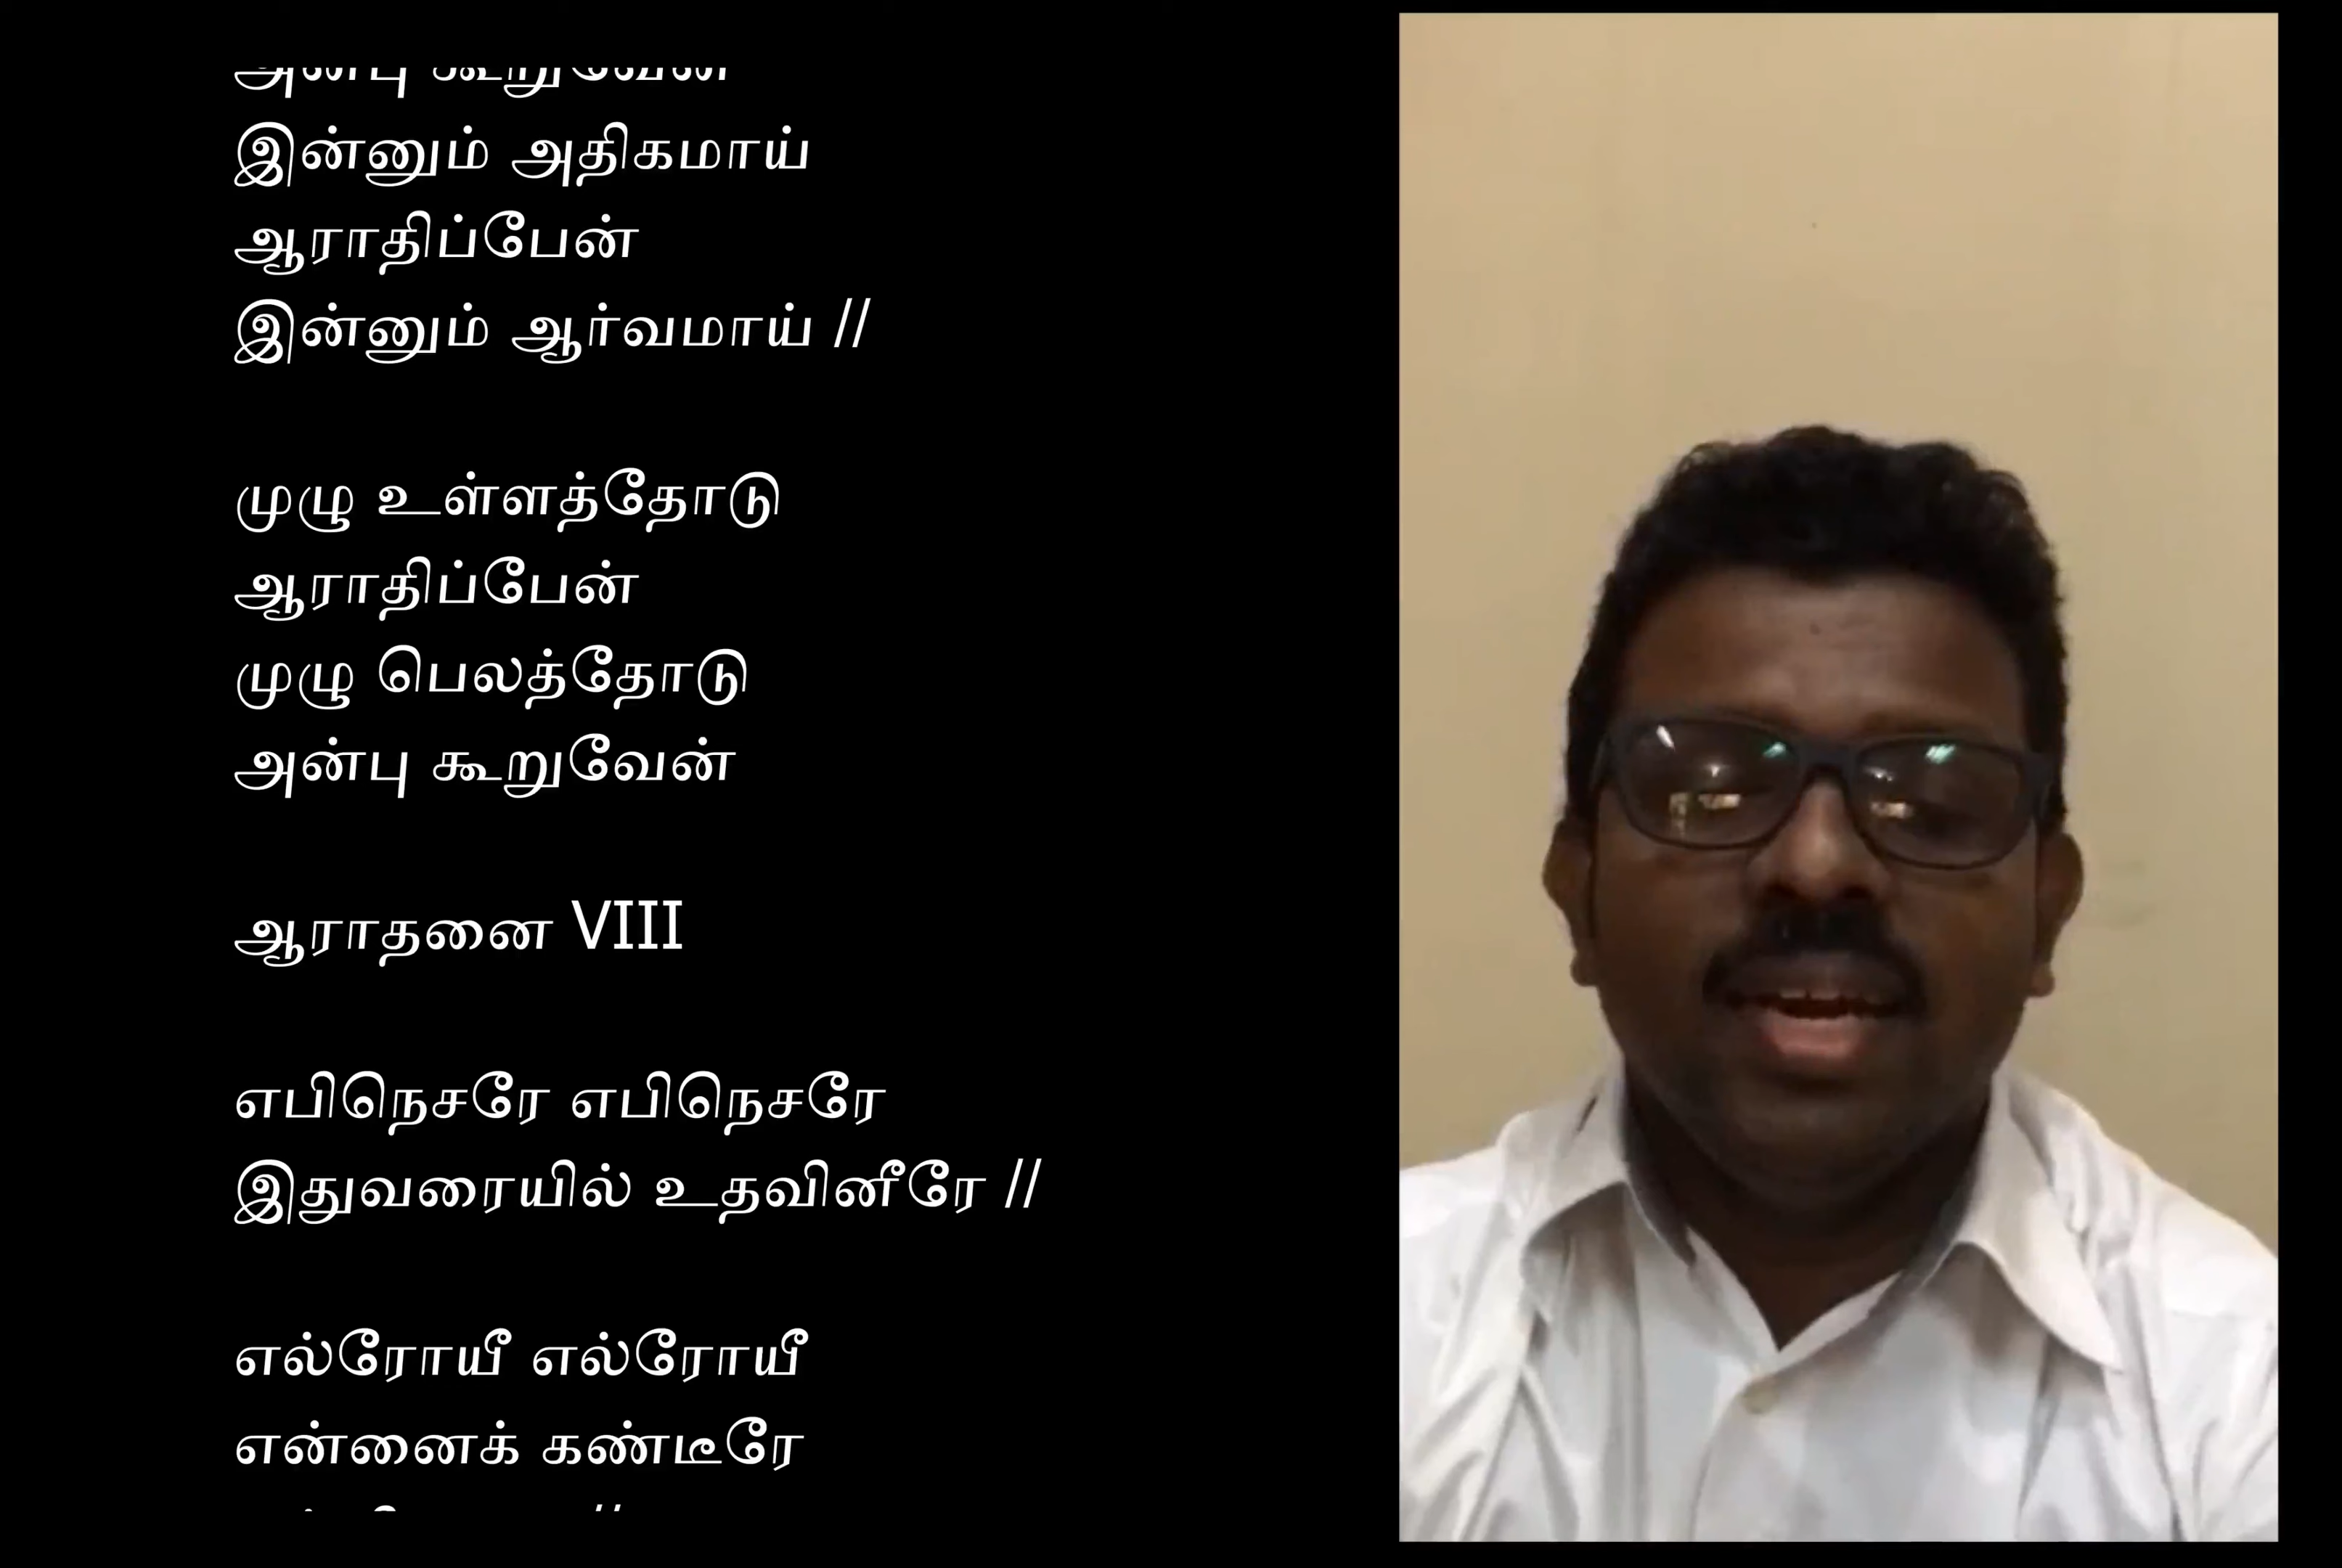 அன்பு கூறுவேன்
இன்னும் அதிகமாய்
ஆராதிப்பேன்
இன்னும் ஆர்வமாய் //
முழு உள்ளத்தோடு
ஆராதிப்பேன்
முழு பெலத்தோடு
அன்பு கூறுவேன்
ஆராதனை VIII
எபிநெசரே எபிநெசரே
இதுவரையில் உதவினீரே //
எல்ரோயீ எல்ரோயீ
என்னைக் கண்டீரே